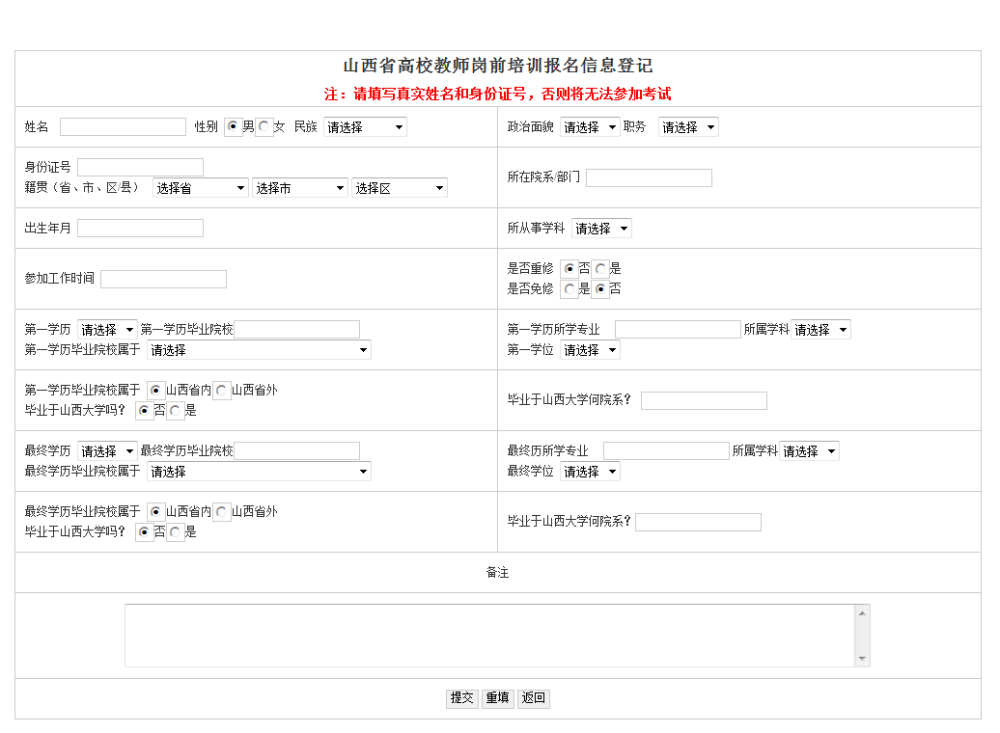 山西省高校教师岗前培训报名信息登记
注：请填写真实姓名和身份证号，否则将无法参加考试
姓名 性别 男 女 民族 请选择
政治面貌 请选择 职务 请选择
身份证号
籍贯（省、市、区/县） 选择省 选择市 选择区
所在院系/部门
出生年月
所从事学科 请选择
参加工作时间
是否重修 否 是
是否免修 是 否
第一学历 请选择 第一学历毕业院校
第一学历毕业院校属于 请选择
第一学历所学专业 所属学科 请选择
第一学位 请选择
第一学历毕业院校属于 山西省内 山西省外
毕业于山西大学吗？ 否 是
毕业于山西大学何院系？
最终学历 请选择 最终学历毕业院校
最终学历毕业院校属于 请选择
最终历所学专业 所属学科 请选择
最终学位 请选择
最终学历毕业院校属于 山西省内 山西省外
毕业于山西大学吗？ 否 是
毕业于山西大学何院系？
备注
提交 重填 返回